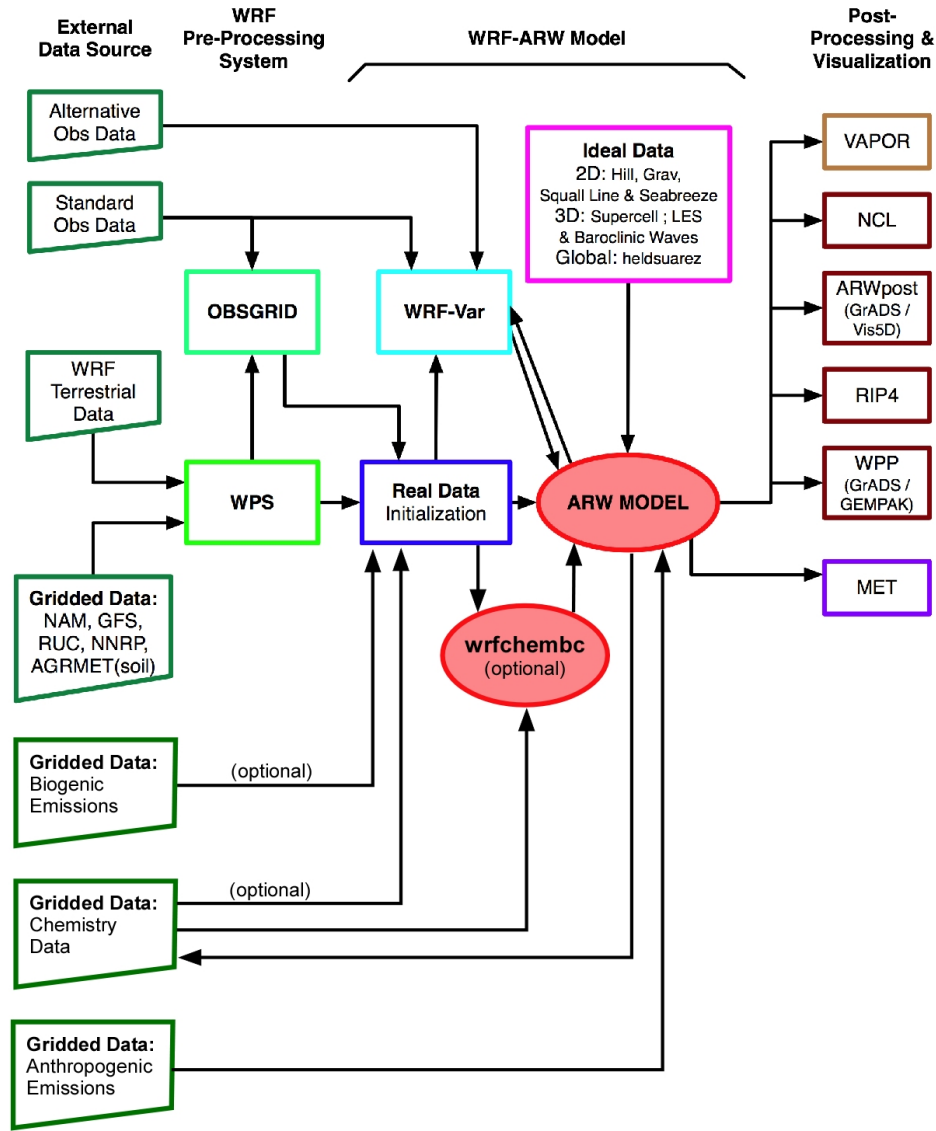 External
Data Source
WRF
Pre-Processing
System
WRF-ARW Model
Post-
Processing &
Visualization
Alternative
Obs Data
Standard
Obs Data
OBSGRID
WRF-Var
Ideal Data
2D: Hill, Grav,
Squall Line & Seabreeze
3D: Supercell ; LES
& Baroclinic Waves
Global: heldsuarez
VAPOR
NCL
ARWpost
(GrADS /
Vis5D)
RIP4
WPP
(GrADS /
GEMPAK)
MET
WRF
Terrestrial
Data
WPS
Real Data
Initialization
ARW MODEL
wrfchembc
(optional)
Gridded Data:
NAM, GFS,
RUC, NNRP,
AGRMET(soil)
Gridded Data:
Biogenic
Emissions
(optional)
Gridded Data:
Chemistry
Data
(optional)
Gridded Data:
Anthropogenic
Emissions